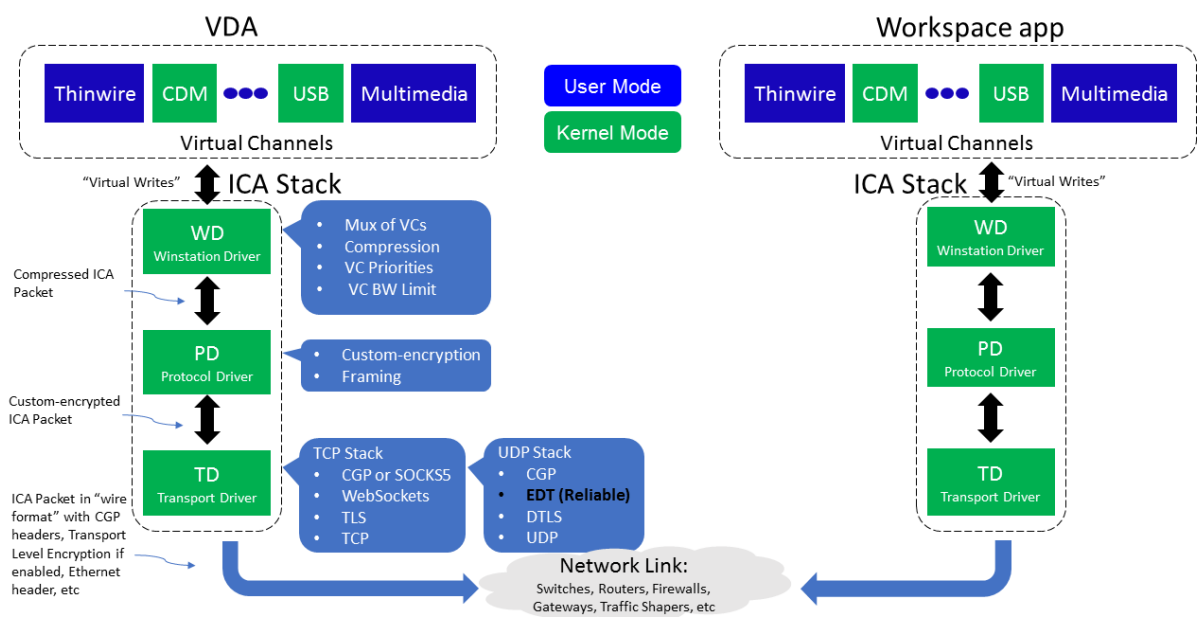 VDA
Thinwire
CDM
USB
Multimedia
Virtual Channels
User Mode
Kernel Mode
Workspace app
Thinwire
CDM
USB
Multimedia
Virtual Channels
“Virtual Writes”
ICA Stack
WD
Winstation Driver
• Mux of VCs
• Compression
• VC Priorities
• VC BW Limit
Compressed ICA
Packet
PD
Protocol Driver
• Custom-encryption
• Framing
Custom-encrypted
ICA Packet
TD
Transport Driver
TCP Stack
• CGP or SOCKS5
• WebSockets
• TLS
• TCP
UDP Stack
• CGP
• EDT (Reliable)
• DTLS
• UDP
ICA Packet in “wire
format” with CGP
headers, Transport
Level Encryption if
enabled, Ethernet
header, etc
ICA Stack
“Virtual Writes”
WD
Winstation Driver
PD
Protocol Driver
TD
Transport Driver
Network Link:
Switches, Routers, Firewalls,
Gateways, Traffic Shapers, etc